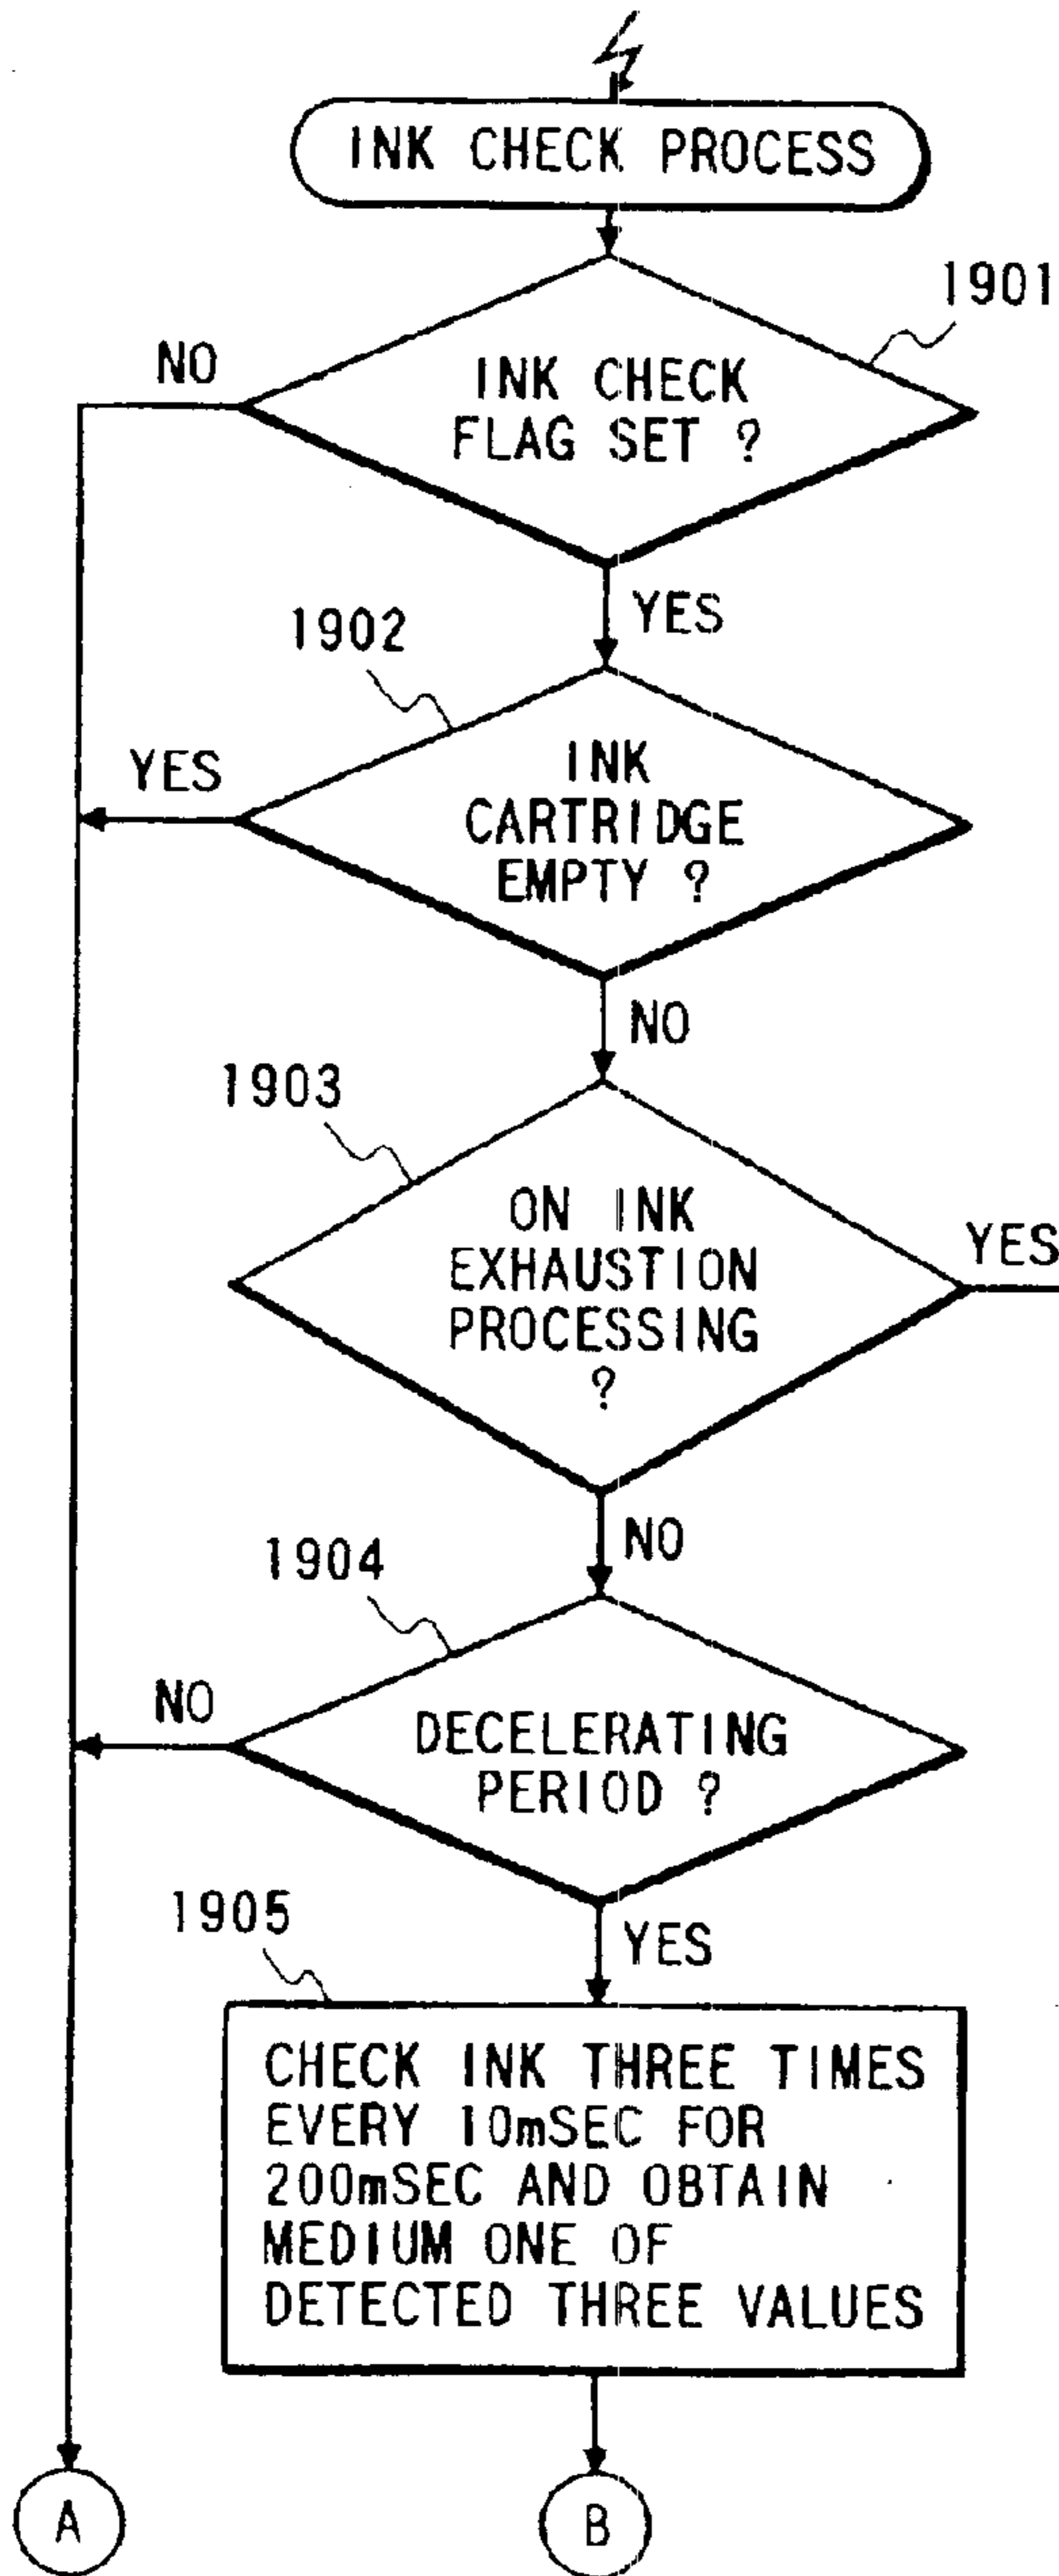 INK CHECK PROCESS
1901
NO
INK CHECK
FLAG SET ?
YES
1902
YES
INK
CARTRIDGE
EMPTY ?
NO
1903
ON INK
EXHAUSTION
PROCESSING
?
YES
NO
1904
NO
DECELERATING
PERIOD ?
YES
1905
CHECK INK THREE TIMES
EVERY 10mSEC FOR
200mSEC AND OBTAIN
MEDIUM ONE OF
DETECTED THREE VALUES
A
B